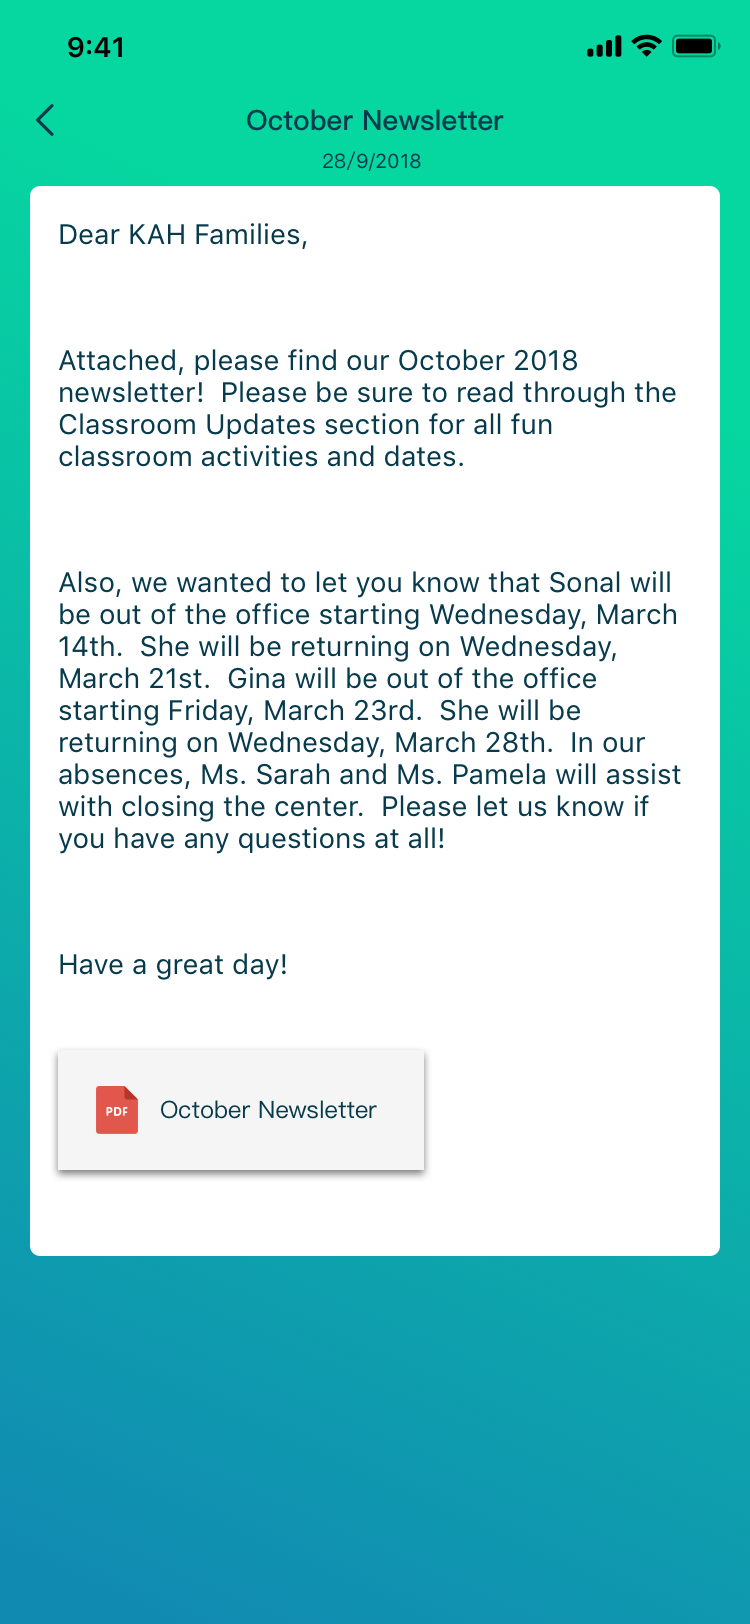 9:41
October Newsletter
28/9/2018
Dear KAH Families,
Attached, please find our October 2018
newsletter!  Please be sure to read through the
Classroom Updates section for all fun
classroom activities and dates.
Also, we wanted to let you know that Sonal will
be out of the office starting Wednesday, March
14th.  She will be returning on Wednesday,
March 21st.  Gina will be out of the office
starting Friday, March 23rd.  She will be
returning on Wednesday, March 28th.  In our
absences, Ms. Sarah and Ms. Pamela will assist
with closing the center.  Please let us know if
you have any questions at all!
Have a great day!
PDF October Newsletter